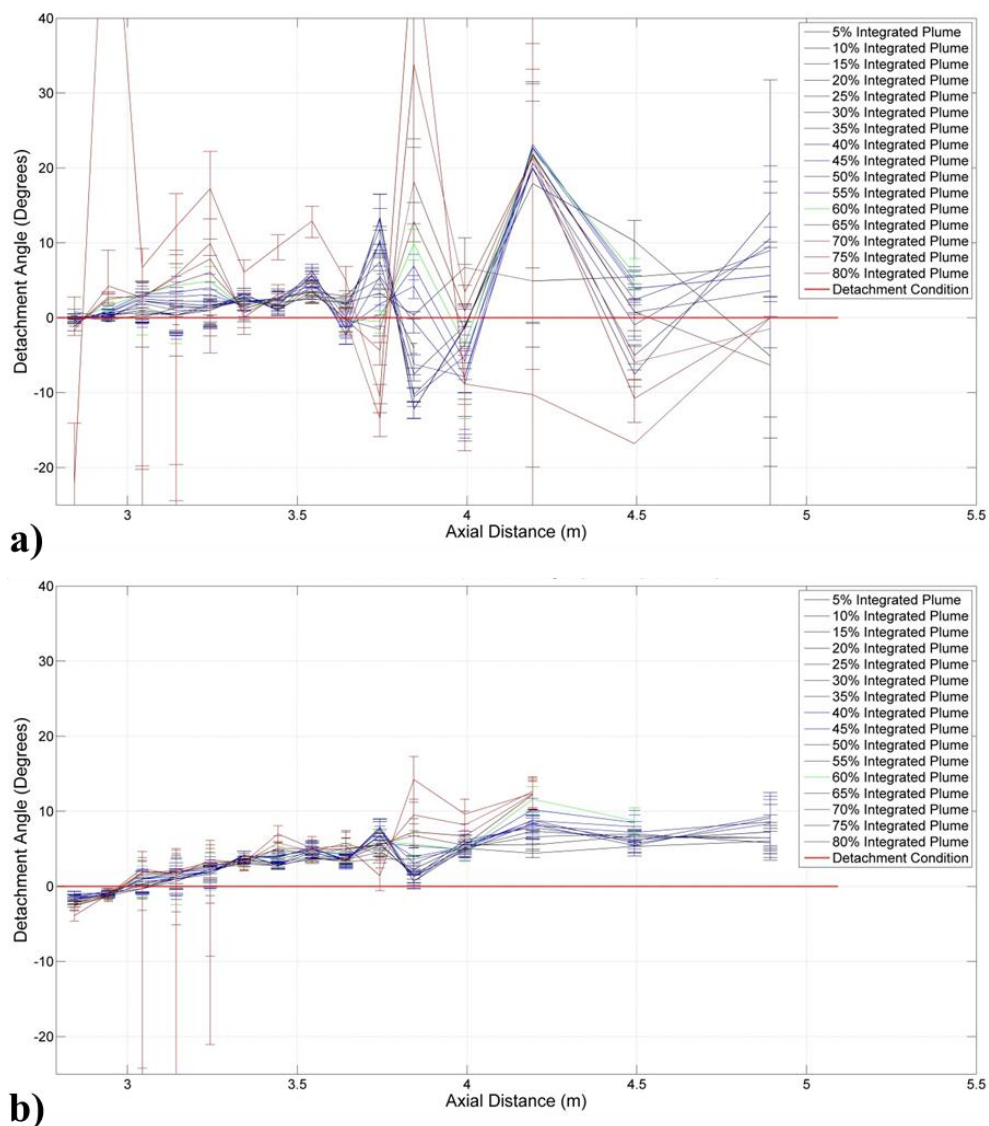 40
30
20
10
0
-10
-20
Detachment Angle (Degrees)
3
3.5
4
4.5
5
5.5
Axial Distance (m)
5% Integrated Plume
10% Integrated Plume
15% Integrated Plume
20% Integrated Plume
25% Integrated Plume
30% Integrated Plume
35% Integrated Plume
40% Integrated Plume
45% Integrated Plume
50% Integrated Plume
55% Integrated Plume
60% Integrated Plume
65% Integrated Plume
70% Integrated Plume
75% Integrated Plume
80% Integrated Plume
Detachment Condition
a)
40
30
20
10
0
-10
-20
Detachment Angle (Degrees)
3
3.5
4
4.5
5
5.5
Axial Distance (m)
5% Integrated Plume
10% Integrated Plume
15% Integrated Plume
20% Integrated Plume
25% Integrated Plume
30% Integrated Plume
35% Integrated Plume
40% Integrated Plume
45% Integrated Plume
50% Integrated Plume
55% Integrated Plume
60% Integrated Plume
65% Integrated Plume
70% Integrated Plume
75% Integrated Plume
80% Integrated Plume
Detachment Condition
b)